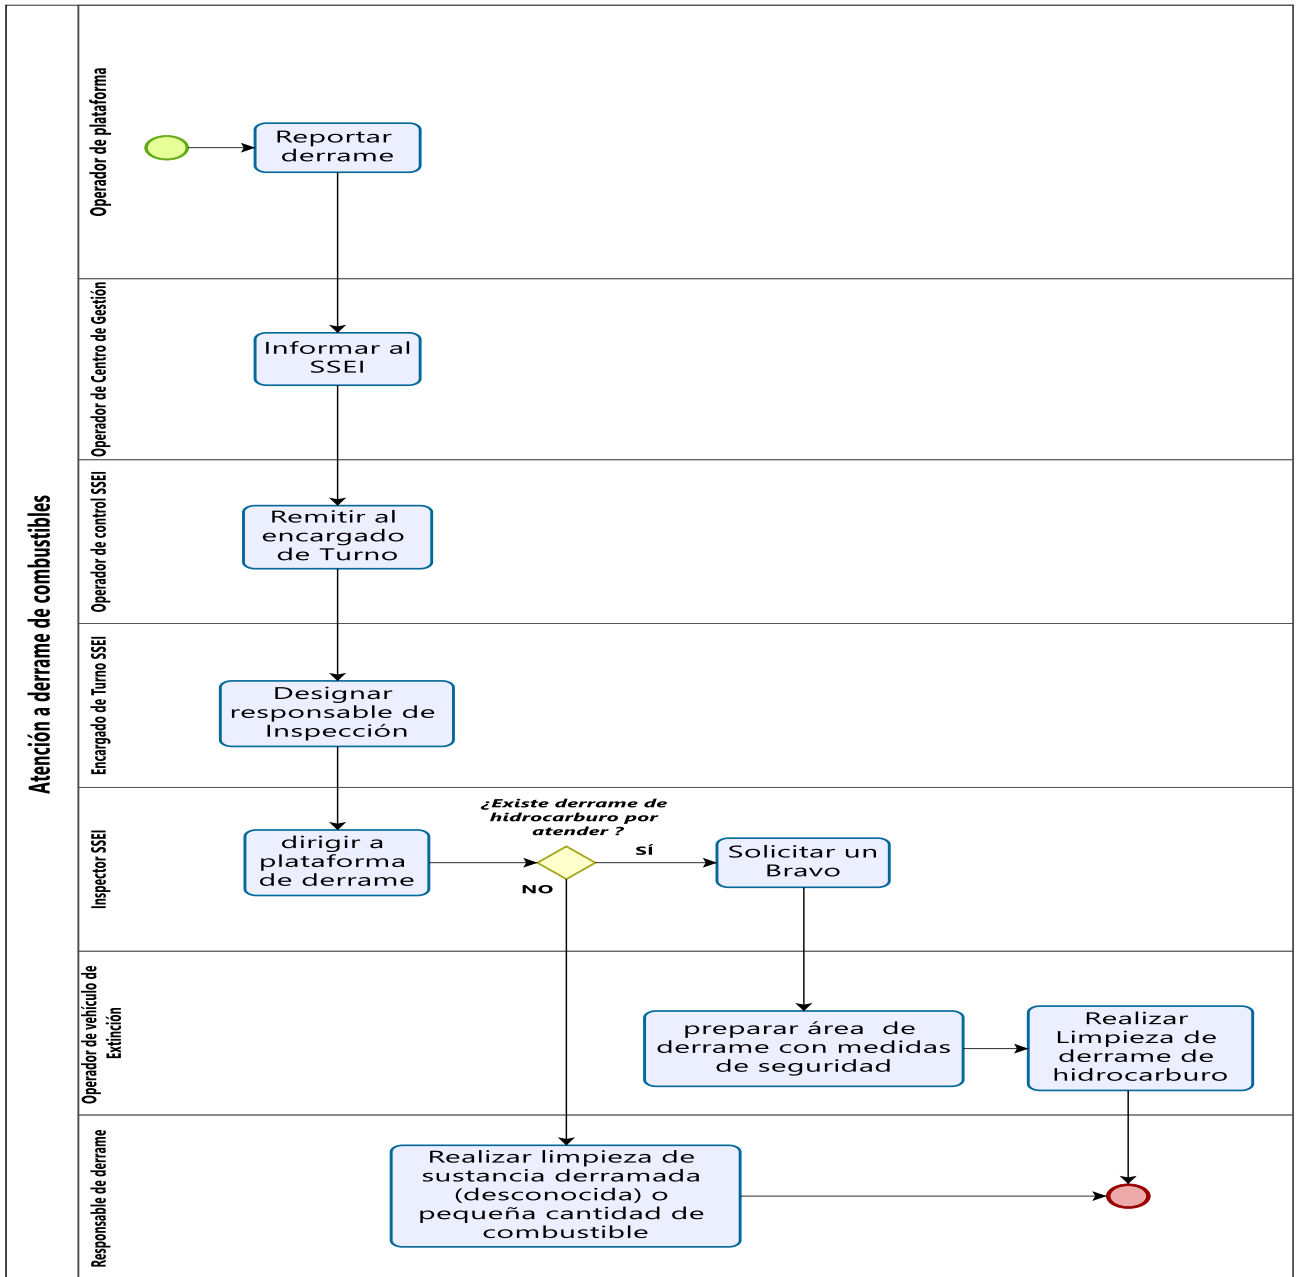 Atención a derrame de combustibles
Operador de plataforma
Reportar
derrame
Operador de Centro de Gestión
Informar al
SSEI
Operador de control SSEI
Remitir al
encargado
de Turno
Encargado de Turno SSEI
Designar
responsable de
Inspección
Inspector SSEI
dirigir a
plataforma
de derrame
¿Existe derrame de
hidrocarburo por
atender ?
SÍ
NO
Solicitar un
Bravo
Operador de vehículo de
Extinción
preparar área  de
derrame con medidas
de seguridad
Realizar
Limpieza de
derrame de
hidrocarburo
Responsable de derrame
Realizar limpieza de
sustancia derramada
(desconocida) o
pequeña cantidad de
combustible